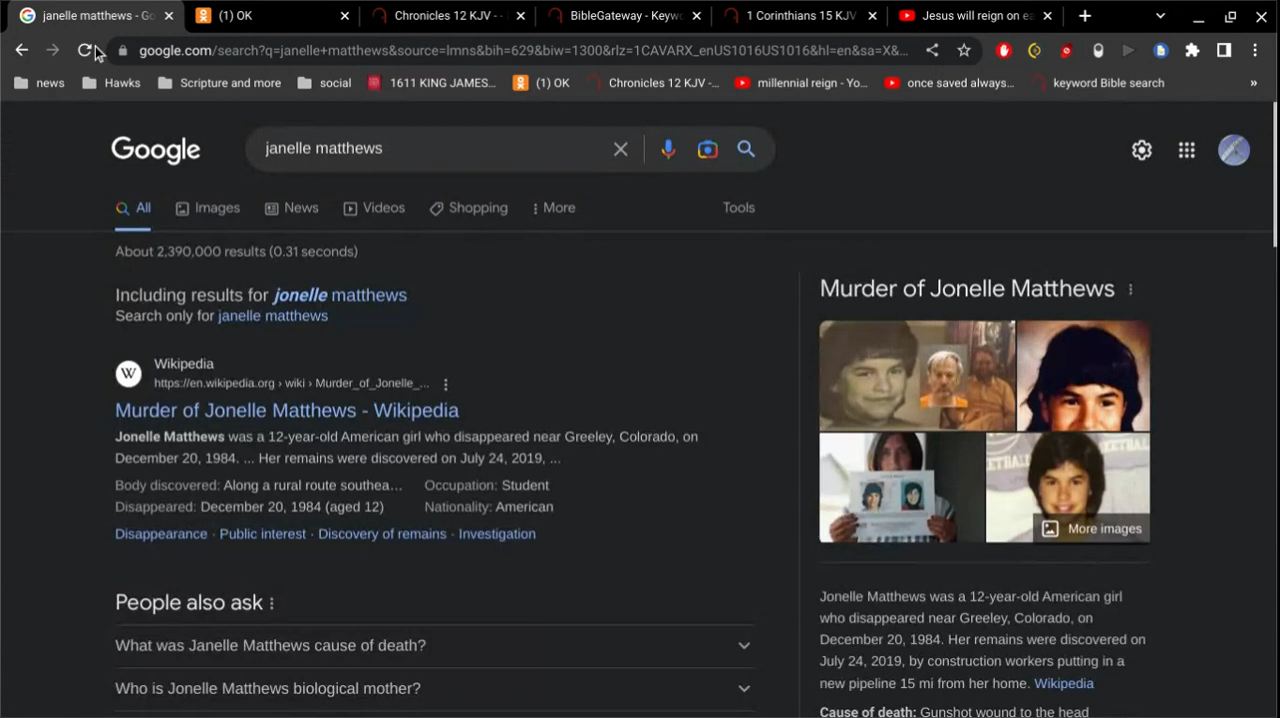 janelle matthews - Go
(1) OK
Chronicles 12 KJV -
BibleGateway - Keyw
1 Corinthians 15 KJV
Jesus will reign on ea
google.com/search?q=janelle+matthews&source=lmns&bih=629&biw=1300&rlz=1CAVARX_enUS1016US1016&hl=en&sa=X&...
news
Hawks
Scripture and more
social
1611 KING JAMES...
(1) OK
Chronicles 12 KJV -...
millennial reign - Yo...
once saved always...
keyword Bible search
»
Google
janelle matthews
All
Images
News
Videos
Shopping
More
Tools
About 2,390,000 results (0.31 seconds)
Including results for jonelle matthews
Search only for janelle matthews
W
Wikipedia
https://en.wikipedia.org › wiki › Murder_of_Jonelle_...
Murder of Jonelle Matthews - Wikipedia
Jonelle Matthews was a 12-year-old American girl who disappeared near Greeley, Colorado, on
December 20, 1984. ... Her remains were discovered on July 24, 2019, ...
Body discovered: Along a rural route southea... Occupation: Student
Disappeared: December 20, 1984 (aged 12) Nationality: American
Disappearance · Public interest · Discovery of remains · Investigation
People also ask
What was Janelle Matthews cause of death?
Who is Jonelle Matthews biological mother?
Murder of Jonelle Matthews
More images
Jonelle Matthews was a 12-year-old American girl
who disappeared near Greeley, Colorado, on
December 20, 1984. Her remains were discovered on
July 24, 2019, by construction workers putting in a
new pipeline 15 mi from her home. Wikipedia
Cause of death: Gunshot wound to the head